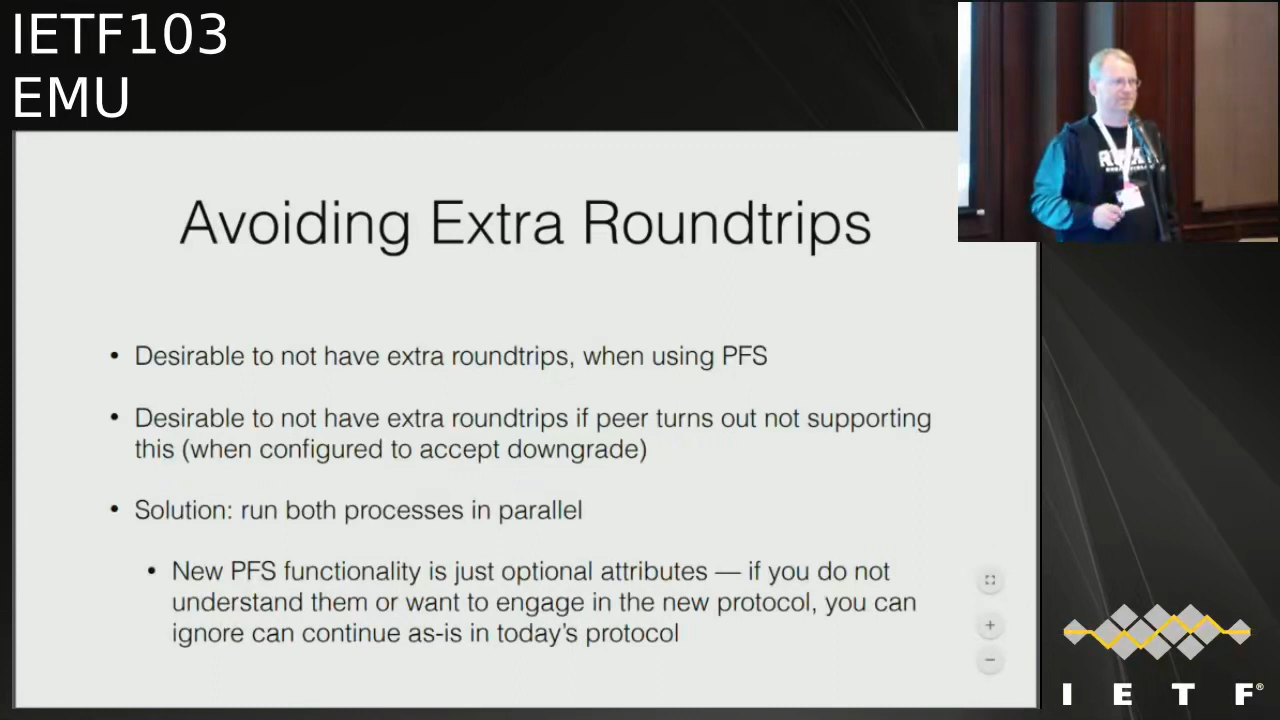 IETF103
EMU
Avoiding Extra Roundtrips
• Desirable to not have extra roundtrips, when using PFS
• Desirable to not have extra roundtrips if peer turns out not supporting
this (when configured to accept downgrade)
• Solution: run both processes in parallel
• New PFS functionality is just optional attributes — if you do not
understand them or want to engage in the new protocol, you can
ignore can continue as-is in today's protocol
I E T F®